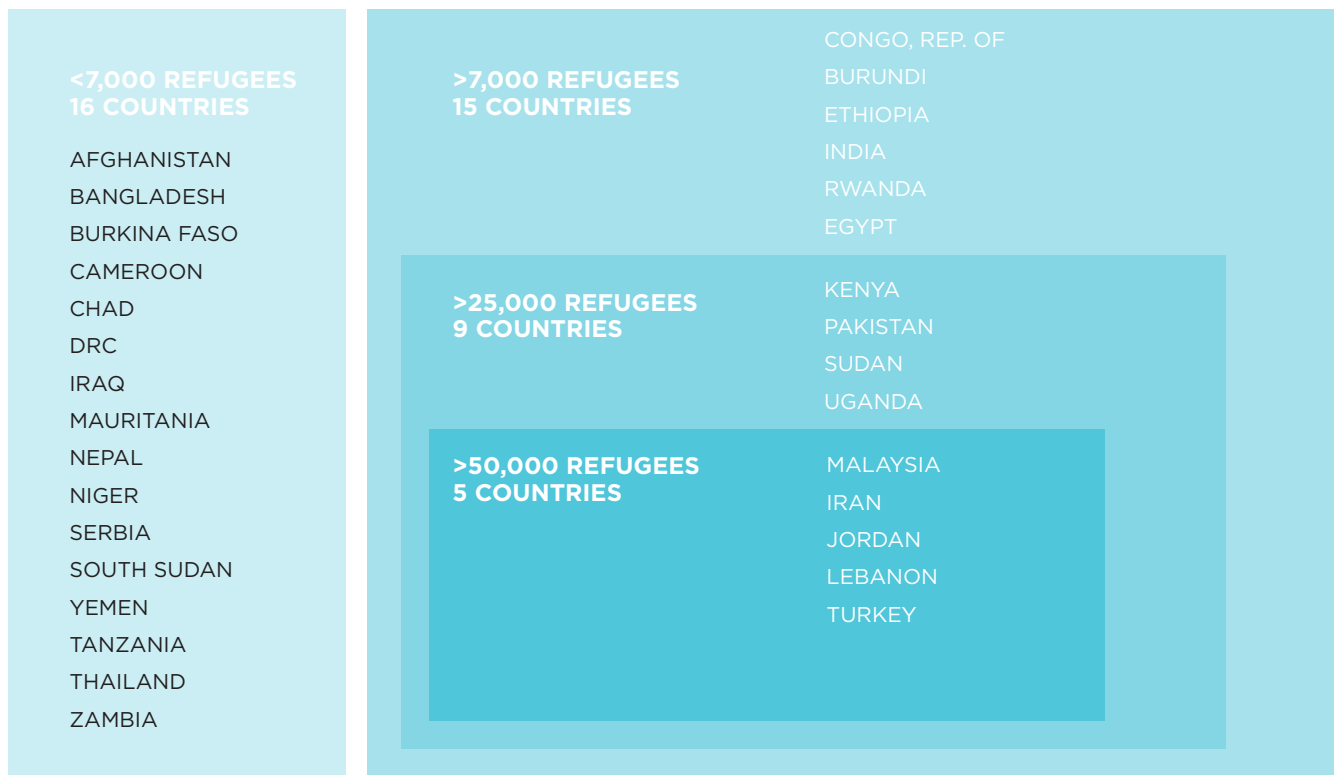 <7,000 REFUGEES
16 COUNTRIES
AFGHANISTAN
BANGLADESH
BURKINA FASO
CAMEROON
CHAD
DRC
IRAQ
MAURITANIA
NEPAL
NIGER
SERBIA
SOUTH SUDAN
YEMEN
TANZANIA
THAILAND
ZAMBIA
>7,000 REFUGEES
15 COUNTRIES
CONGO, REP. OF
BURUNDI
ETHIOPIA
INDIA
RWANDA
EGYPT
>25,000 REFUGEES
9 COUNTRIES
KENYA
PAKISTAN
SUDAN
UGANDA
>50,000 REFUGEES
5 COUNTRIES
MALAYSIA
IRAN
JORDAN
LEBANON
TURKEY